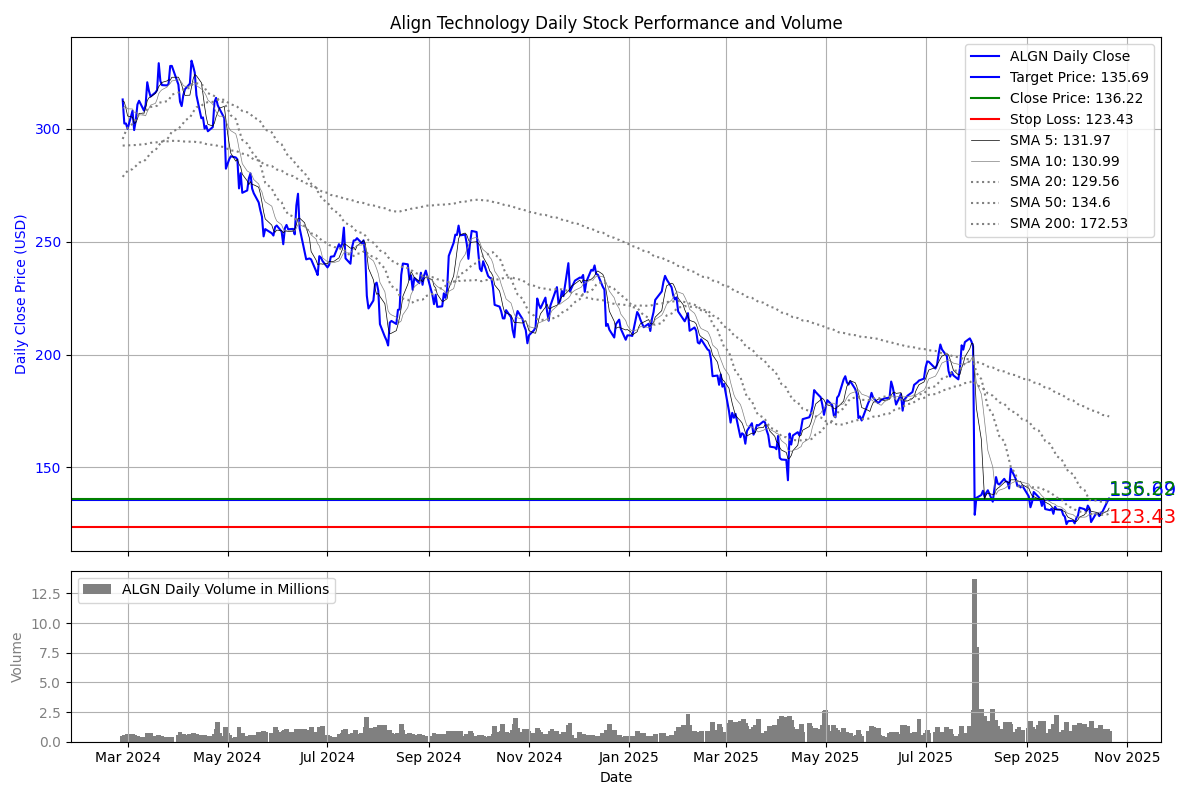 Align Technology Daily Stock Performance and Volume
Daily Close Price (USD)
300
250
200
150
ALGN Daily Close
Target Price: 135.69
Close Price: 136.22
Stop Loss: 123.43
SMA 5: 131.97
SMA 10: 130.99
SMA 20: 129.56
SMA 50: 134.6
SMA 200: 172.53
135.69
136.22
123.43
Volume
12.5
10.0
7.5
5.0
2.5
0.0
ALGN Daily Volume in Millions
Mar 2024
May 2024
Jul 2024
Sep 2024
Nov 2024
Jan 2025
Mar 2025
May 2025
Jul 2025
Sep 2025
Nov 2025
Date